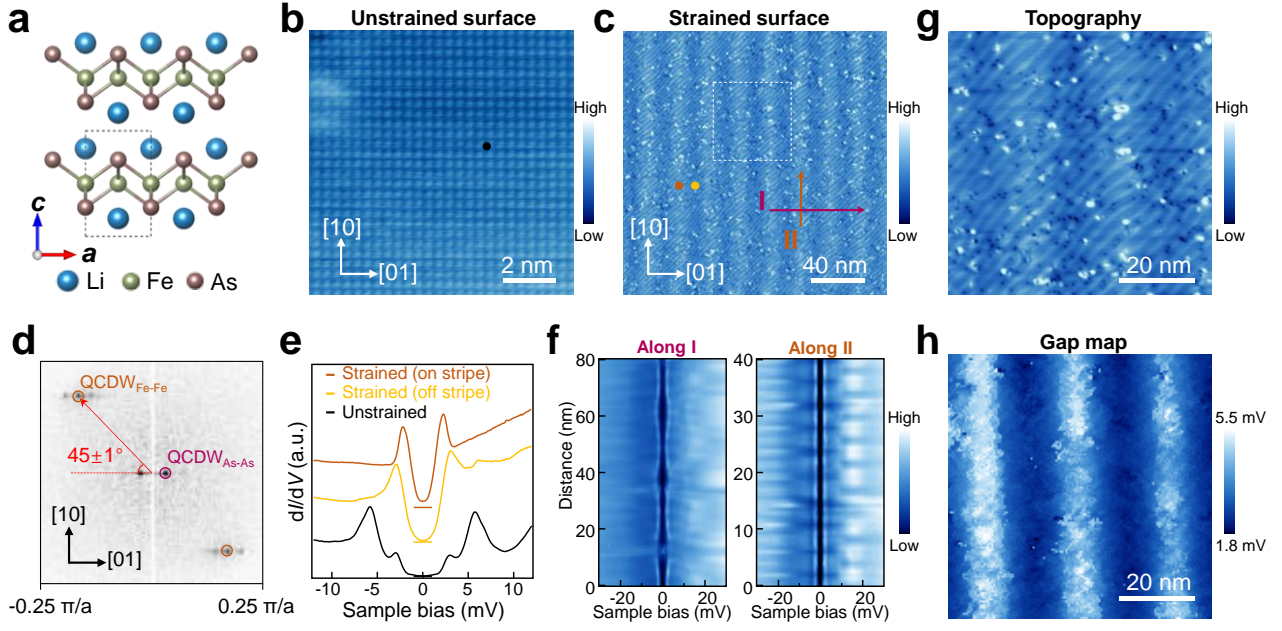 a
c
a
Li Fe As
b Unstrained surface
[10]
[01]
2 nm
High
Low
c Strained surface
I
II
[10]
[01]
40 nm
High
Low
g Topography
20 nm
High
Low
d
QCDWFe-Fe
45±1°
QCDWAs-As
[10]
[01]
-0.25 π/a 0.25 π/a
e
Strained (on stripe)
Strained (off stripe)
Unstrained
dI/dV (a.u.)
-10 -5 0 5 10
Sample bias (mV)
f
Along I
Along II
Distance (nm)
80
60
40
20
0
-20 0 20
Sample bias (mV)
40
30
20
10
0
-20 0 20
Sample bias (mV)
High
Low
h Gap map
20 nm
5.5 mV
1.8 mV